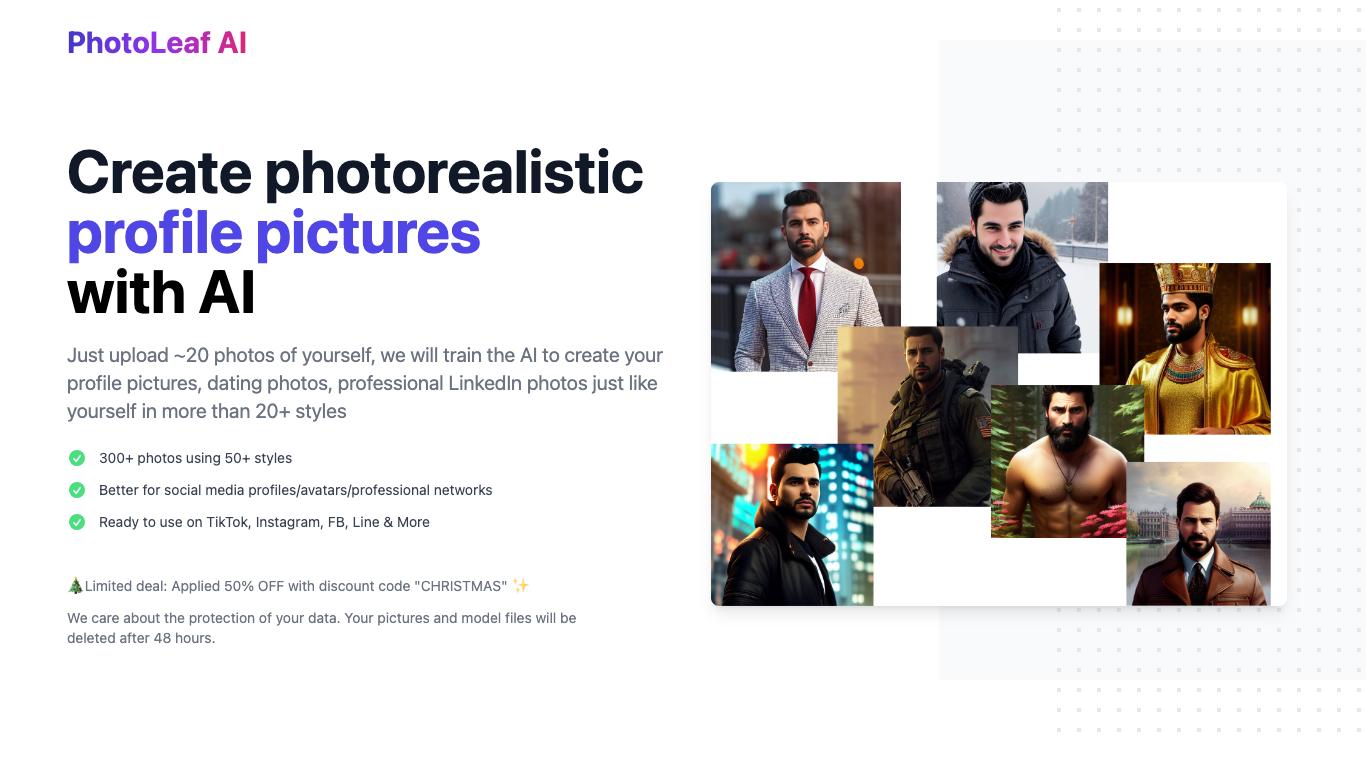 PhotoLeaf AI
Create photorealistic
profile pictures
with AI
Just upload ~20 photos of yourself, we will train the AI to create your
profile pictures, dating photos, professional LinkedIn photos just like
yourself in more than 20+ styles
300+ photos using 50+ styles
Better for social media profiles/avatars/professional networks
Ready to use on TikTok, Instagram, FB, Line & More
🎄Limited deal: Applied 50% OFF with discount code "CHRISTMAS" ✨
We care about the protection of your data. Your pictures and model files will be
deleted after 48 hours.